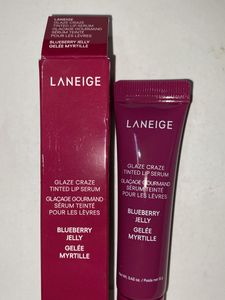 LANEIGE
GLAZE CRAZE
TINTED LIP SERUM
GLAÇAGE GOURMAND
SÉRUM TEINTÉ
POUR LES LÈVRES
BLUEBERRY JELLY
GELÉE MYRTILLE
LANEIGE
GLAZE CRAZE
TINTED LIP SERUM
GLAÇAGE GOURMAND
SÉRUM TEINTÉ
POUR LES LÈVRES
BLUEBERRY
JELLY
GELÉE
MYRTILLE
LANEIGE
GLAZE CRAZE
TINTED LIP SERUM
GLAÇAGE GOURMAND
SÉRUM TEINTÉ
POUR LES LÈVRES
BLUEBERRY
JELLY
GELÉE
MYRTILLE